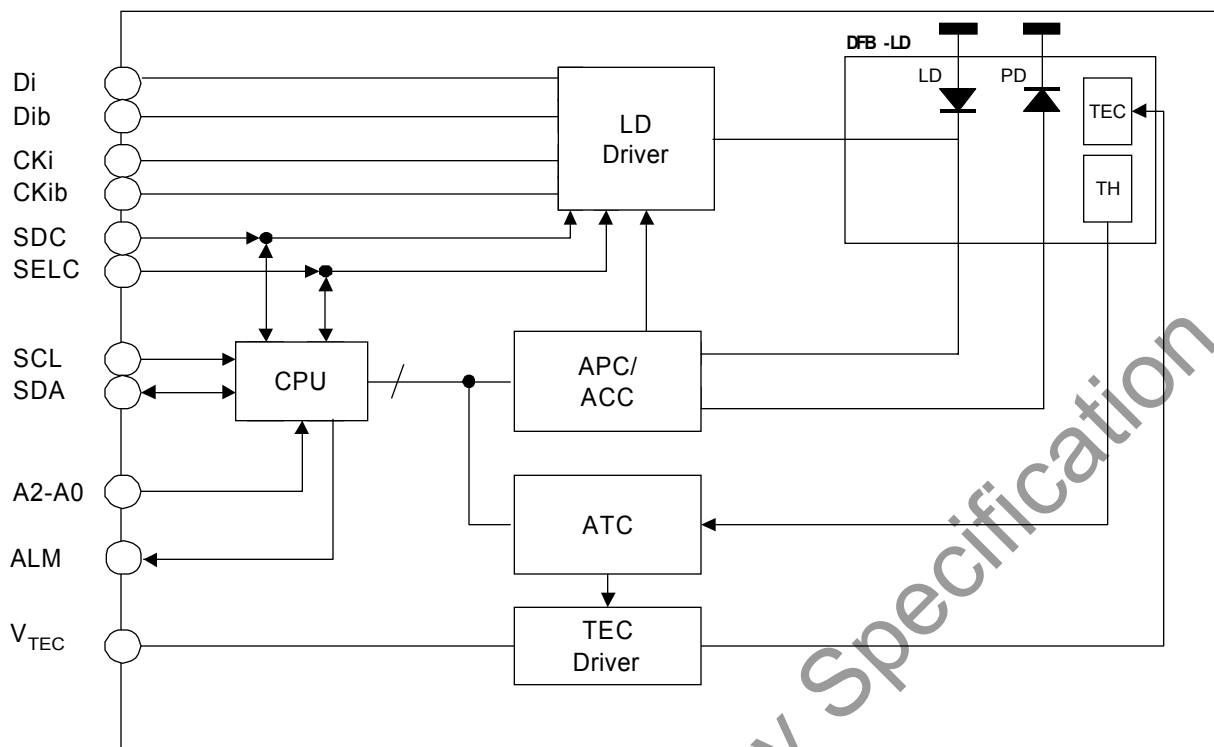 DFB -LD
Di
Dib
CKi
CKib
SDC
SELC
SCL
SDA
A2-A0
ALM
VTEC
LD
Driver
LD
PD
TEC
TH
CPU
APC/
ACC
ATC
TEC
Driver
y Specification